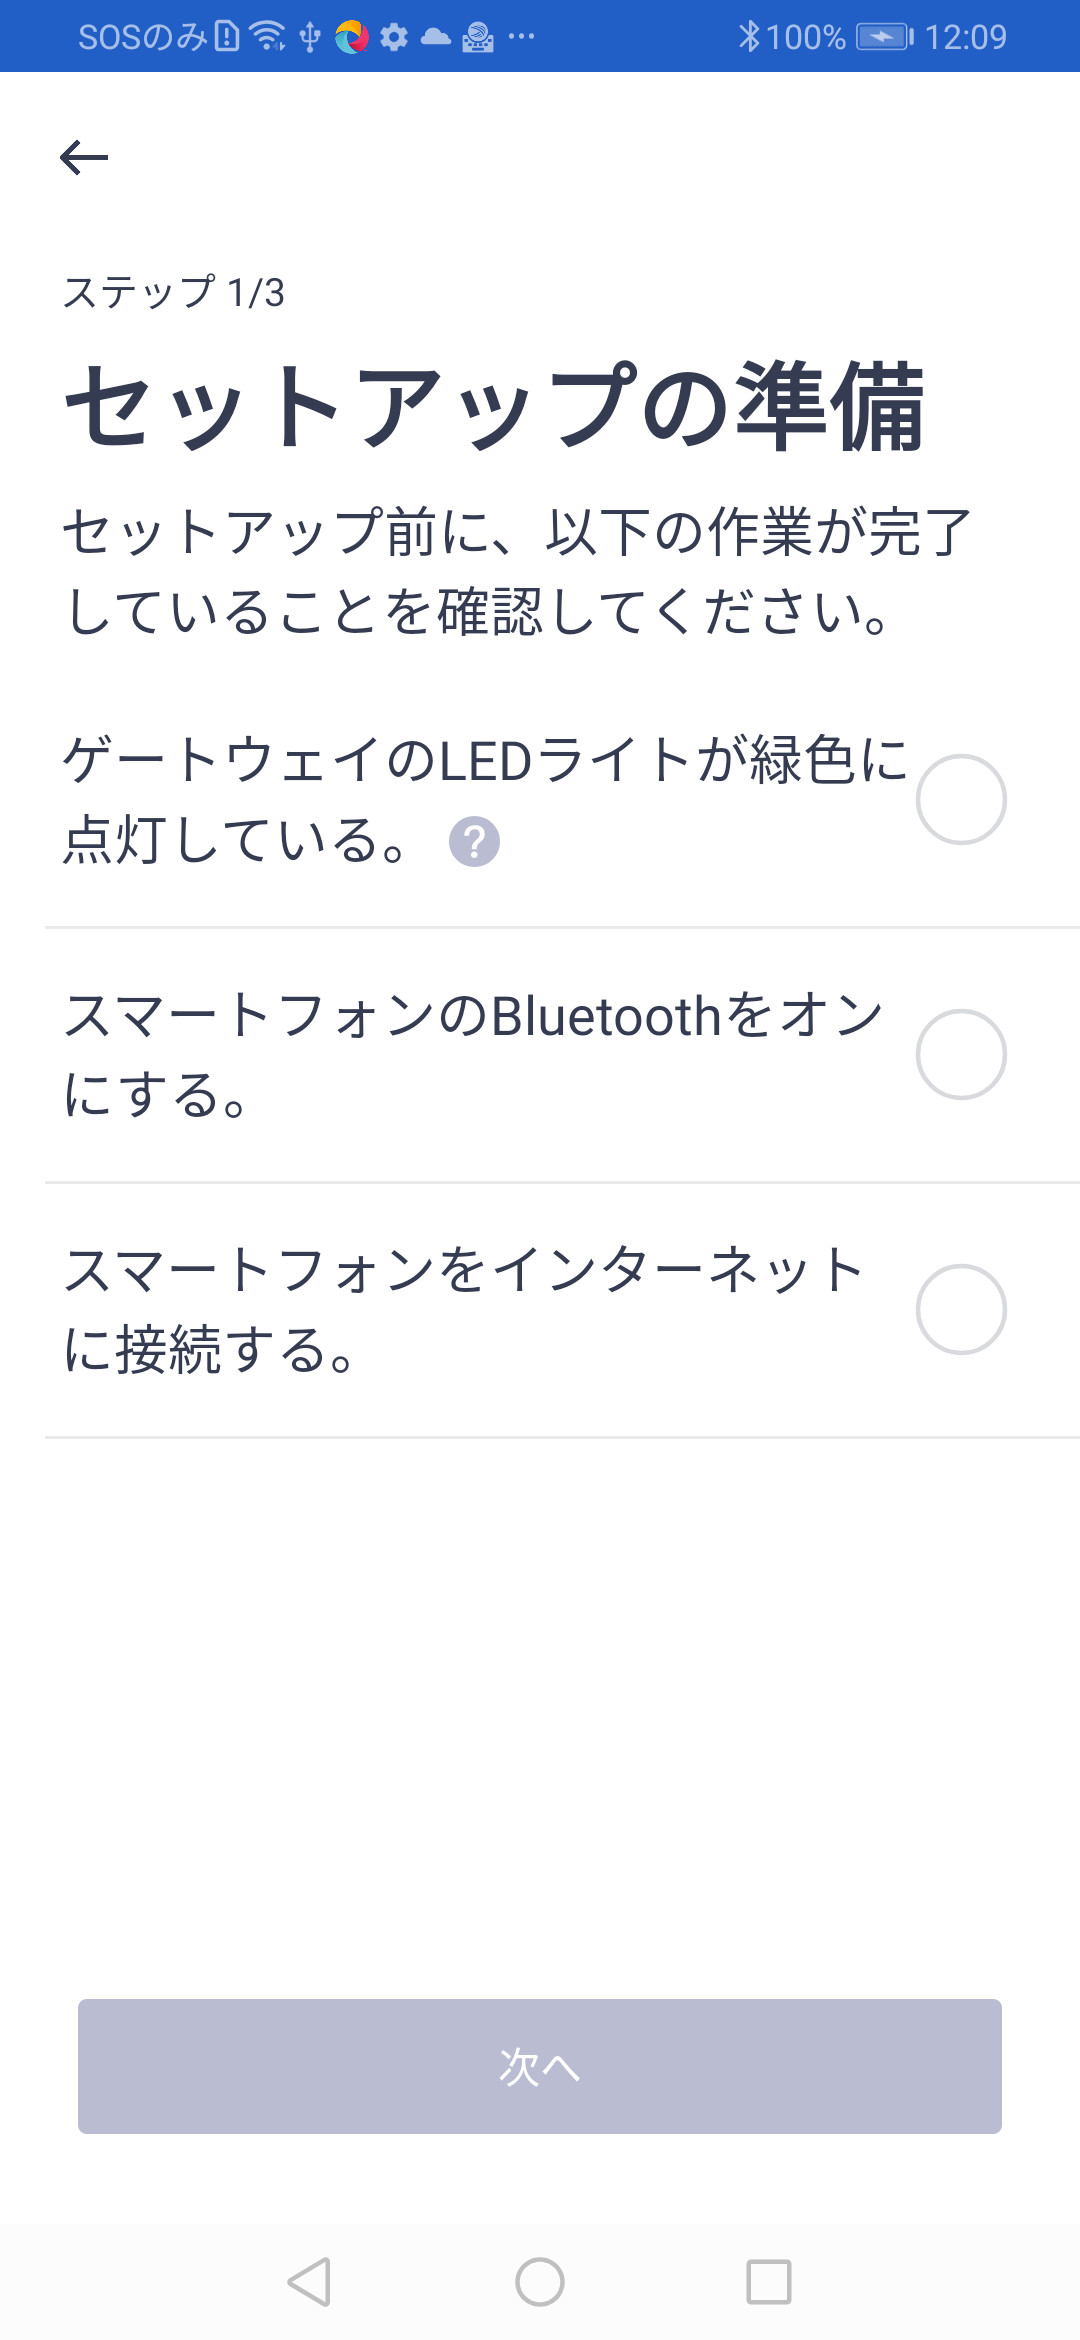 SOSのみ 100% 12:09
ステップ 1/3
セットアップの準備
セットアップ前に、以下の作業が完了
していることを確認してください。
ゲートウェイのLEDライトが緑色に
点灯している。 ?
スマートフォンのBluetoothをオン
にする。
スマートフォンをインターネット
に接続する。
次へ